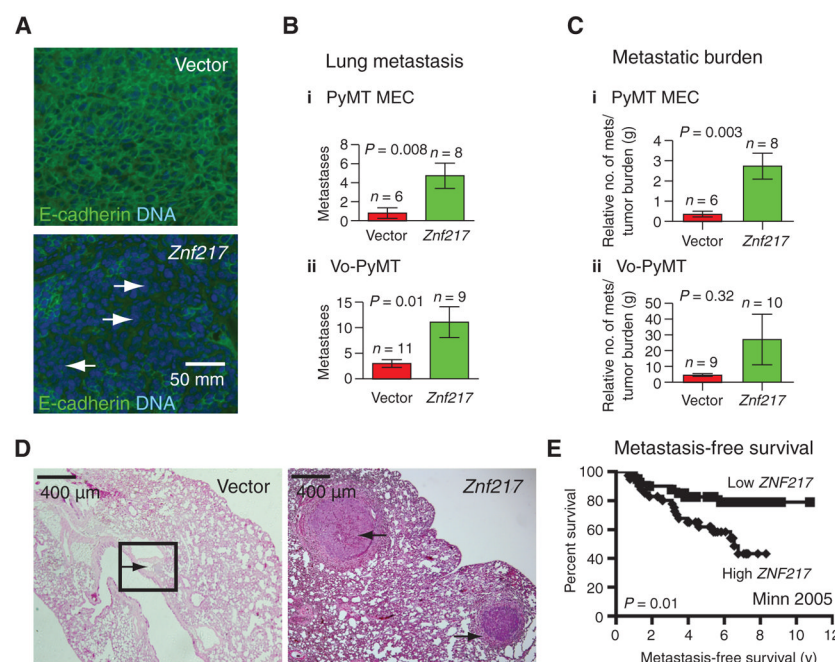 A
Vector
E-cadherin DNA
Znf217
50 mm
E-cadherin DNA
B
Lung metastasis
i PyMT MEC
Metastases
8
6
4
2
0
P = 0.008
n = 6
n = 8
Vector
Znf217
ii Vo-PyMT
Metastases
15
10
5
0
P = 0.01
n = 11
n = 9
Vector
Znf217
C
Metastatic burden
i PyMT MEC
Relative no. of mets/
tumor burden (g)
4
3
2
1
0
P = 0.003
n = 6
n = 8
Vector
Znf217
ii Vo-PyMT
Relative no. of mets/
tumor burden (g)
50
40
30
20
10
0
P = 0.32
n = 9
n = 10
Vector
Znf217
D
400 µm
Vector
400 µm
Znf217
E
Metastasis-free survival
Percent survival
100
80
60
40
20
0
Low ZNF217
High ZNF217
P = 0.01
Minn 2005
0 2 4 6 8 10 12
Metastasis-free survival (y)